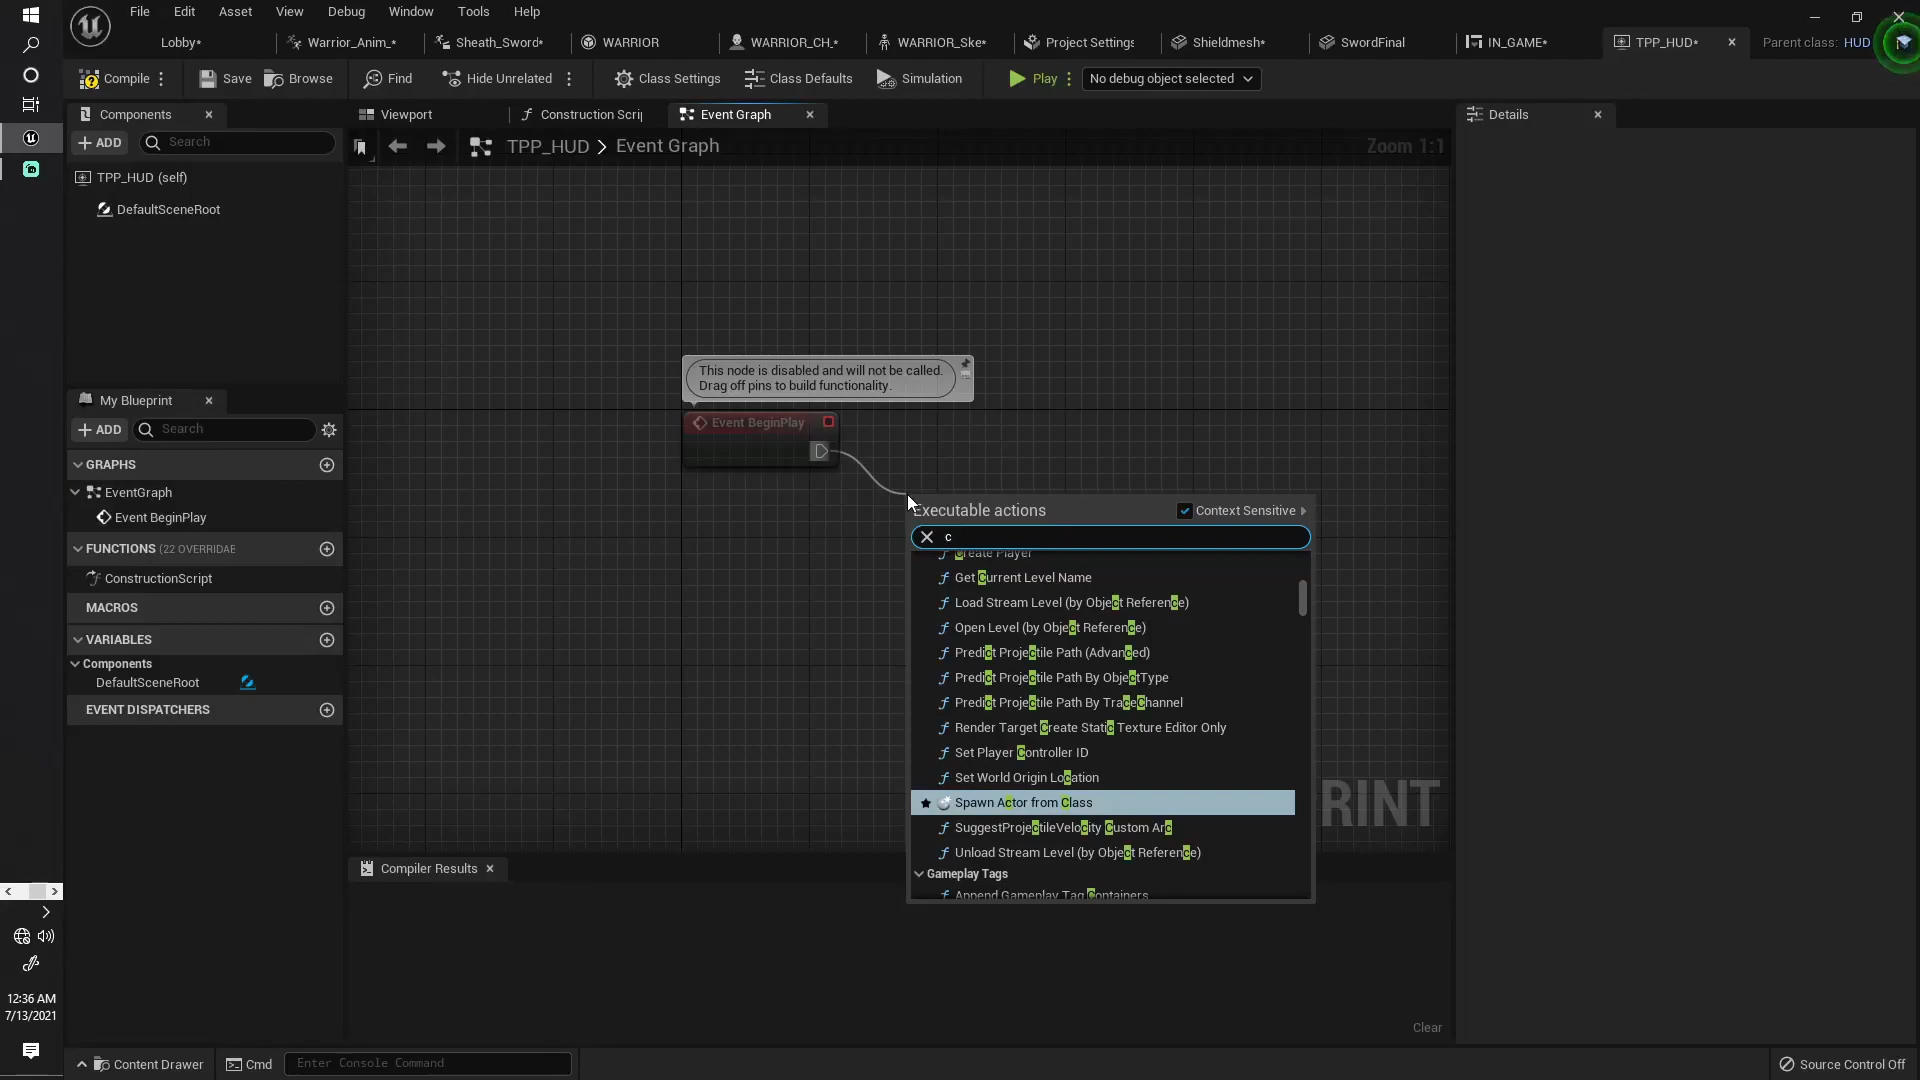 File Edit Asset View Debug Window Tools Help
Lobby*
Warrior_Anim_*
Sheath_Sword*
WARRIOR
WARRIOR_CH_*
WARRIOR_Ske*
Project Settings
Shieldmesh*
SwordFinal
IN_GAME*
TPP_HUD*
Parent class: HUD
Compile
Save
Browse
Find
Hide Unrelated
Class Settings
Class Defaults
Simulation
Play
No debug object selected
Components
Viewport
Construction Scrip
Event Graph
Details
ADD
Search
TPP_HUD > Event Graph
Zoom 1:1
TPP_HUD (self)
DefaultSceneRoot
This node is disabled and will not be called.
Drag off pins to build functionality.
Event BeginPlay
My Blueprint
ADD
Search
GRAPHS
EventGraph
Event BeginPlay
FUNCTIONS (22 OVERRIDAE
ConstructionScript
MACROS
VARIABLES
Components
DefaultSceneRoot
EVENT DISPATCHERS
Executable actions
Context Sensitive
c
Create Player
Get Current Level Name
Load Stream Level (by Object Reference)
Open Level (by Object Reference)
Predict Projectile Path (Advanced)
Predict Projectile Path By ObjectType
Predict Projectile Path By TraceChannel
Render Target Create Static Texture Editor Only
Set Player Controller ID
Set World Origin Location
Spawn Actor from Class
SuggestProjectileVelocity Custom Arc
Unload Stream Level (by Object Reference)
Gameplay Tags
Append Gameplay Tag Containers
RINT
Compiler Results
Clear
12:36 AM
7/13/2021
Content Drawer
Cmd
Enter Console Command
Source Control Off